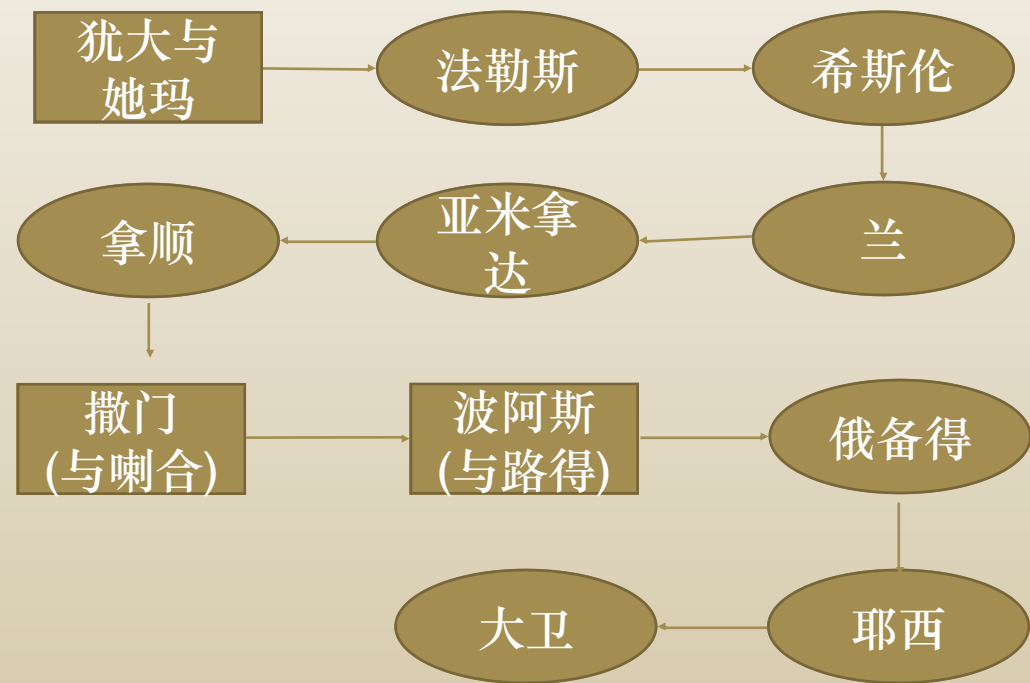 犹大与
她玛
法勒斯
希斯伦
兰
亚米拿
达
拿顺
撒门
(与喇合)
波阿斯
(与路得)
俄备得
耶西
大卫